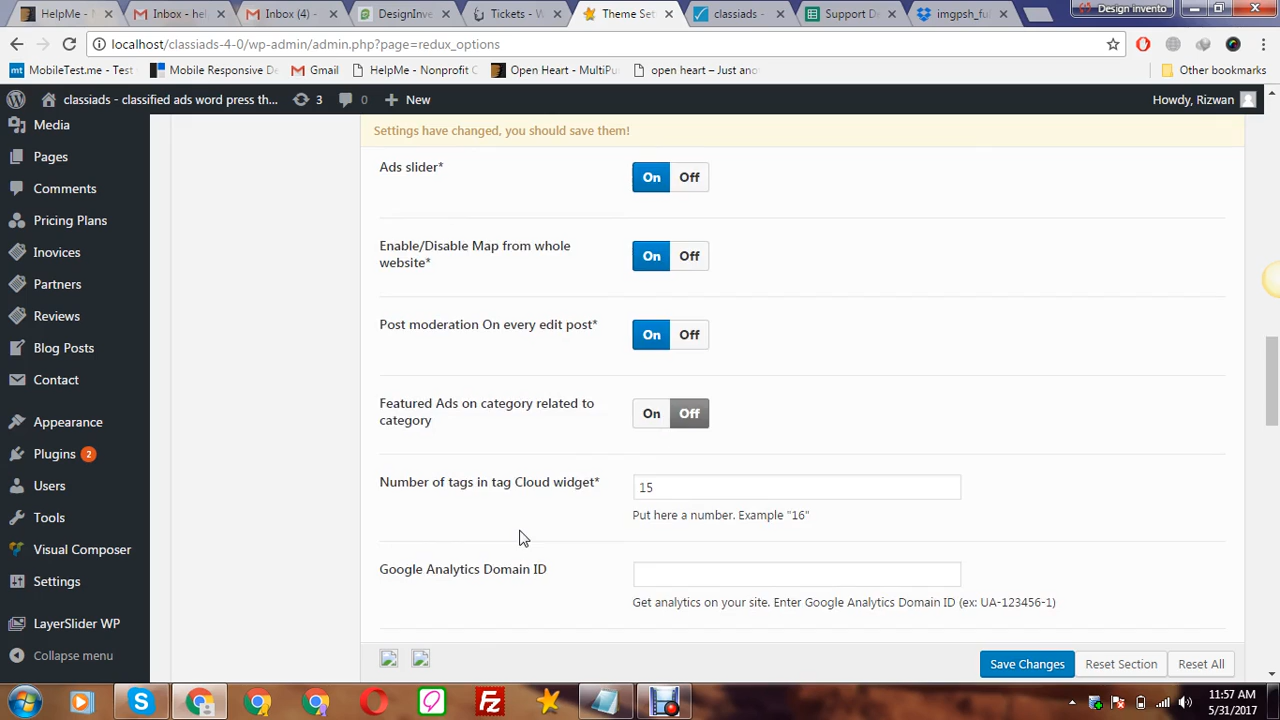 HelpMe
Inbox - hel
Inbox (4) -
DesignInve
Tickets - V
Theme Set
classiads -
Support D
imgpsh_ful
Design invento
localhost/classiads-4-0/wp-admin/admin.php?page=redux_options
MobileTest.me - Test
Mobile Responsive De
Gmail
HelpMe - Nonprofit C
Open Heart - MultiPu
open heart – Just ano
Other bookmarks
classiads - classified ads word press th...
3
0
New
Howdy, Rizwan
Media
Pages
Comments
Pricing Plans
Inovices
Partners
Reviews
Blog Posts
Contact
Appearance
Plugins 2
Users
Tools
Visual Composer
Settings
LayerSlider WP
Collapse menu
Settings have changed, you should save them!
Ads slider*
On Off
Enable/Disable Map from whole
website*
On Off
Post moderation On every edit post*
On Off
Featured Ads on category related to
category
On Off
Number of tags in tag Cloud widget*
15
Put here a number. Example "16"
Google Analytics Domain ID
Get analytics on your site. Enter Google Analytics Domain ID (ex: UA-123456-1)
Save Changes
Reset Section
Reset All
11:57 AM
5/31/2017